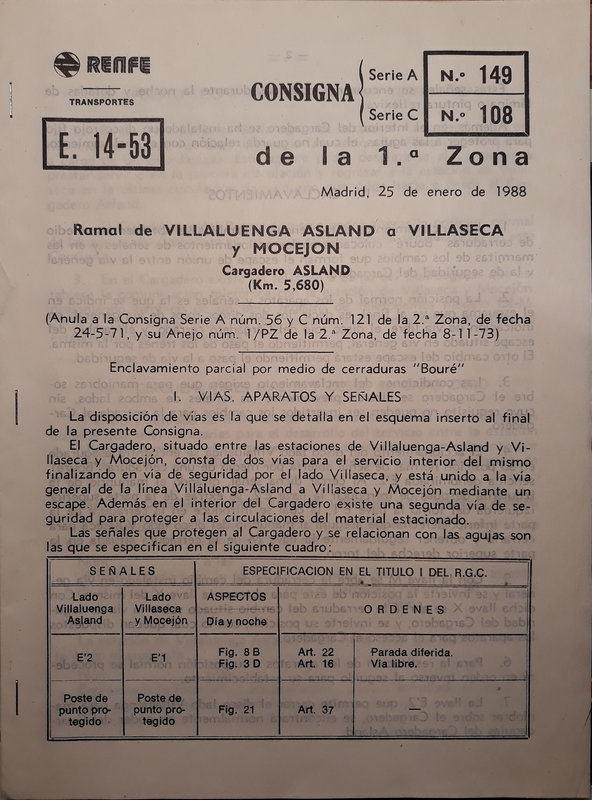 RENFE
TRANSPORTES
CONSIGNA
Serie A N.º 149
Serie C N.º 108
E. 14-53
de la 1.ª Zona
Madrid, 25 de enero de 1988
Ramal de VILLALUENGA ASLAND a VILLASECA
y MOCEJON
Cargadero ASLAND
(Km. 5,680)
(Anula a la Consigna Serie A núm. 56 y C núm. 121 de la 2.ª Zona, de fecha
24-5-71, y su Anejo núm. 1/PZ de la 2.ª Zona, de fecha 8-11-73)
Enclavamiento parcial por medio de cerraduras "Bouré"
I. VIAS, APARATOS Y SEÑALES
La disposición de vías es la que se detalla en el esquema inserto al final
de la presente Consigna.
El Cargadero, situado entre las estaciones de Villaluenga-Asland y Vi-
llaseca y Mocejón, consta de dos vías para el servicio interior del mismo
finalizando en vía de seguridad por el lado Villaseca, y está unido a la vía
general de la línea Villaluenga-Asland a Villaseca y Mocejón mediante un
escape. Además en el interior del Cargadero existe una segunda vía de se-
guridad para proteger a las circulaciones del material estacionado.
Las señales que protegen al Cargadero y se relacionan con las agujas son
las que se especifican en el siguiente cuadro:
SEÑALES ESPECIFICACION EN EL TITULO I DEL R.G.C.
Lado Villaluenga Asland
Lado Villaseca y Mocejón
ASPECTOS
Día y noche
ORDENES
E'2 E'1 Fig. 8 B Art. 22 Parada diferida.
Fig. 3 D Art. 16 Vía libre.
Poste de punto pro- tegido
Poste de punto pro- tegido
Fig. 21 Art. 37 —